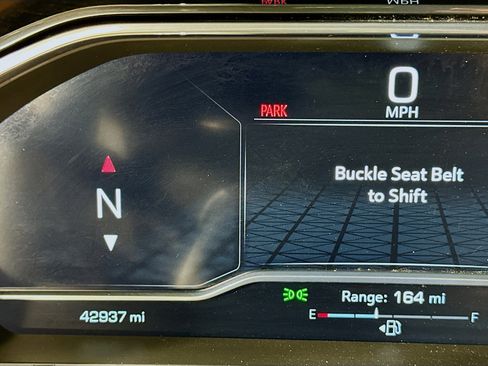 0
MPH
PARK
Buckle Seat Belt
to Shift
N
42937 mi
Range: 164 mi
E F